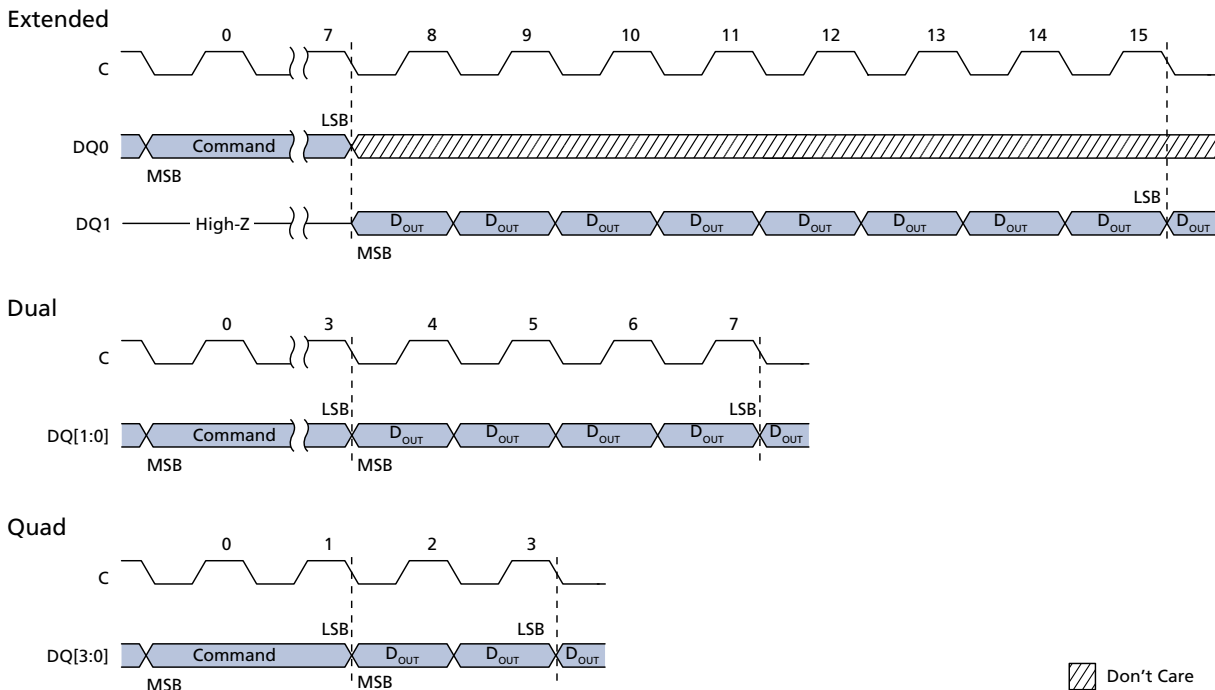 Extended
0 7 8 9 10 11 12 13 14 15
C
LSB
DQ0 Command
MSB
LSB
DQ1 High-Z DOUT DOUT DOUT DOUT DOUT DOUT DOUT DOUT DOUT
MSB
Dual
0 3 4 5 6 7
C
LSB LSB
DQ[1:0] Command DOUT DOUT DOUT DOUT DOUT
MSB MSB
Quad
0 1 2 3
C
LSB LSB
DQ[3:0] Command DOUT DOUT DOUT
MSB MSB
Don't Care